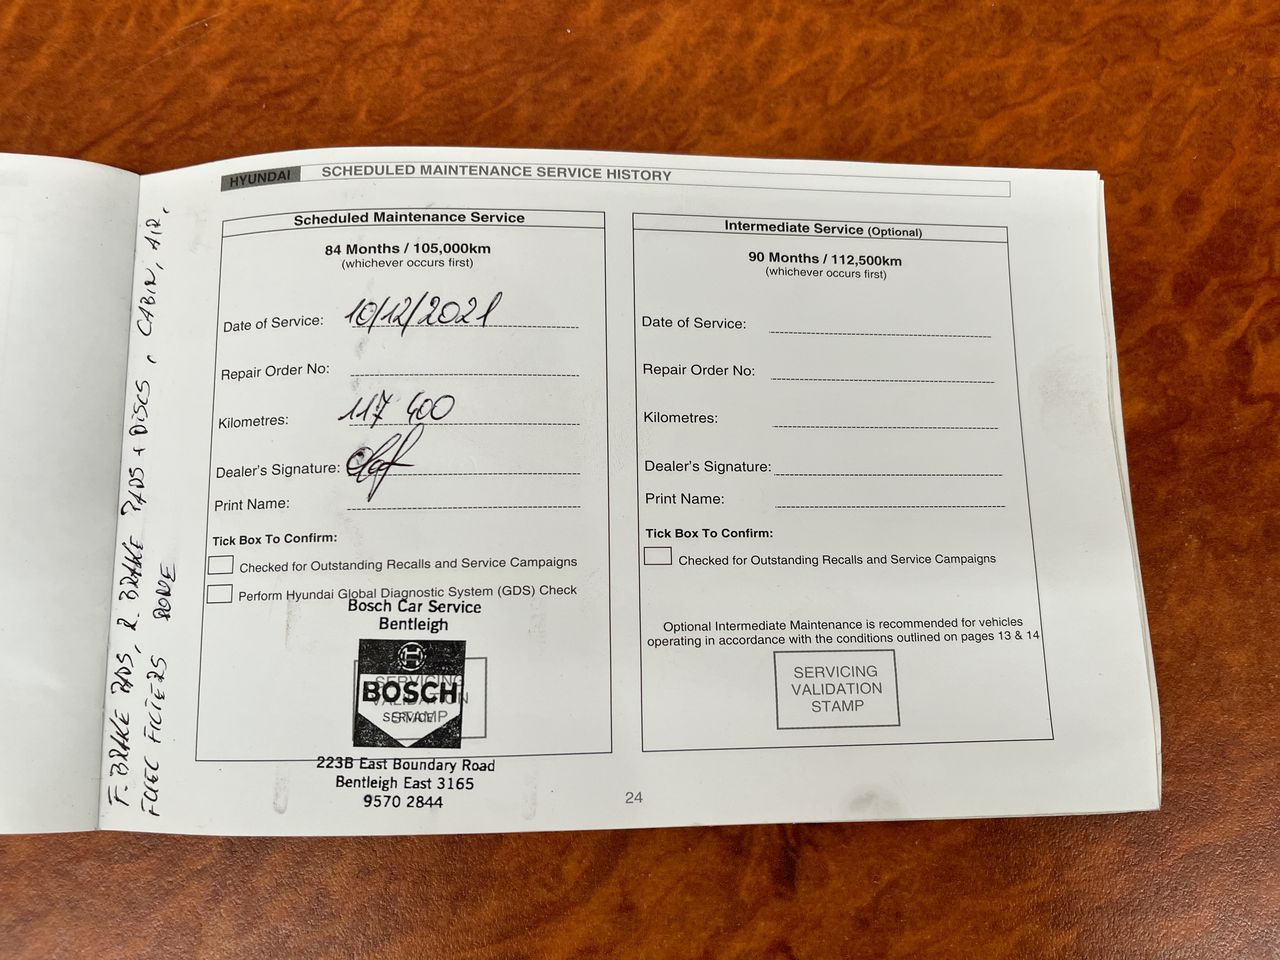 HYUNDAI SCHEDULED MAINTENANCE SERVICE HISTORY
F. BRAKE PADS, R. BRAKE PADS + DISCS, CABIN, AIR,
FUEL FILTERS DONE
Scheduled Maintenance Service
84 Months / 105,000km
(whichever occurs first)
Date of Service: 10/12/2021
Repair Order No:
Kilometres: 117 400
Dealer's Signature:
Print Name:
Tick Box To Confirm:
Checked for Outstanding Recalls and Service Campaigns
Perform Hyundai Global Diagnostic System (GDS) Check
Bosch Car Service
Bentleigh
SERVICING
VALIDATION
STAMP
BOSCH
SERVICE
223B East Boundary Road
Bentleigh East 3165
9570 2844
Intermediate Service (Optional)
90 Months / 112,500km
(whichever occurs first)
Date of Service:
Repair Order No:
Kilometres:
Dealer's Signature:
Print Name:
Tick Box To Confirm:
Checked for Outstanding Recalls and Service Campaigns
Optional Intermediate Maintenance is recommended for vehicles
operating in accordance with the conditions outlined on pages 13 & 14
SERVICING
VALIDATION
STAMP
24